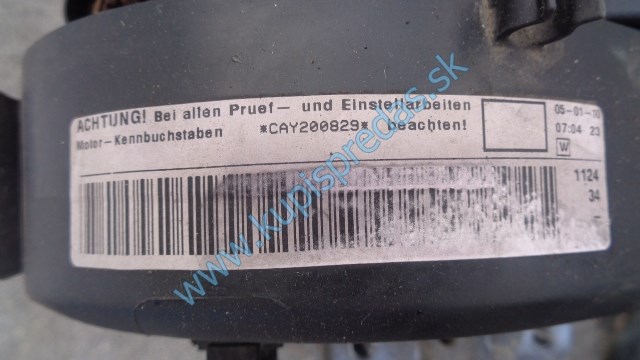 ACHTUNG! Bei allen Pruef- und Einstellarbeiten
Motor-Kennbuchstaben *CAY200829* beachten!
05-01-10
07:04 23
W
1124
34
-
www.kupispredas.sk